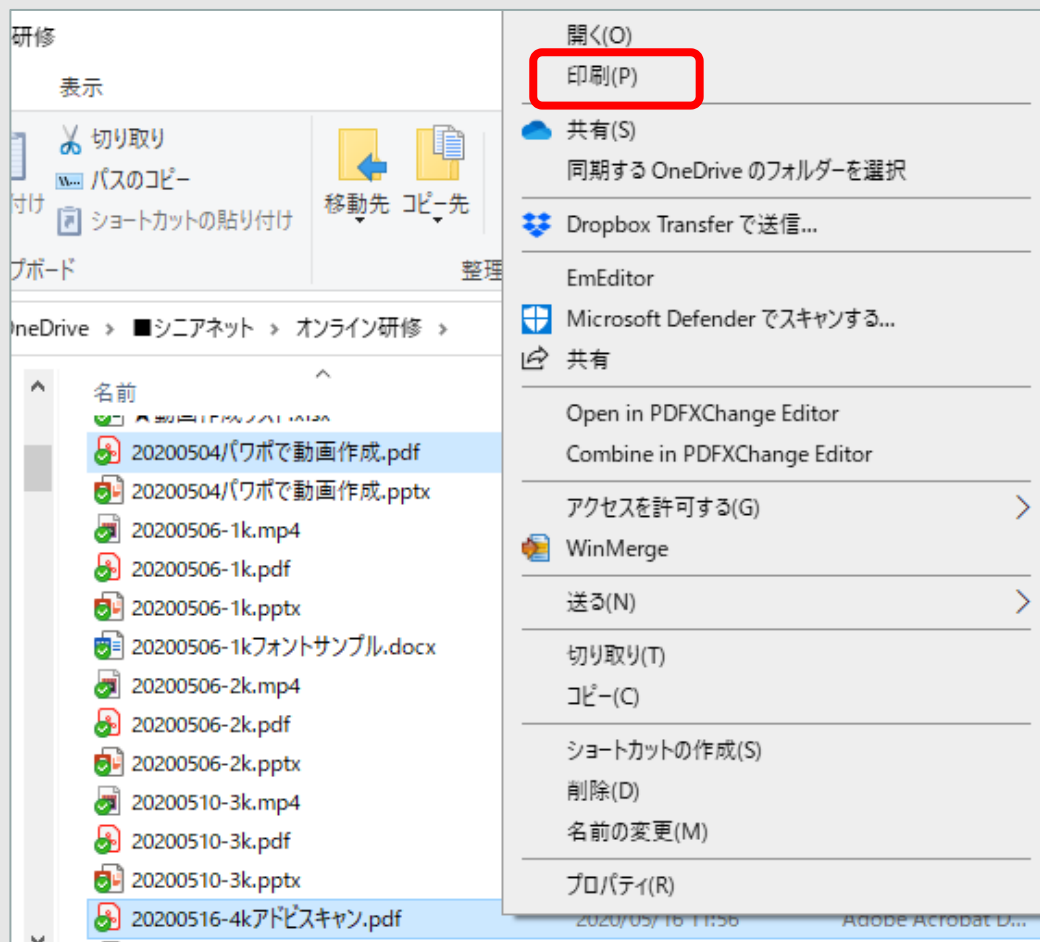 研修
表示
切り取り
パスのコピー
付け
ショートカットの貼り付け
移動先
コピー先
プボード
整理
OneDrive > ■シニアネット > オンライン研修 >
名前
20200504パワポで動画作成.pdf
20200504パワポで動画作成.pptx
20200506-1k.mp4
20200506-1k.pdf
20200506-1k.pptx
20200506-1kフォントサンプル.docx
20200506-2k.mp4
20200506-2k.pdf
20200506-2k.pptx
20200510-3k.mp4
20200510-3k.pdf
20200510-3k.pptx
20200516-4kアドビスキャン.pdf
2020/05/16 11:56
Adobe Acrobat D...
開く(O)
印刷(P)
共有(S)
同期する OneDrive のフォルダーを選択
Dropbox Transfer で送信...
EmEditor
Microsoft Defender でスキャンする...
共有
Open in PDFXChange Editor
Combine in PDFXChange Editor
アクセスを許可する(G)
WinMerge
送る(N)
切り取り(T)
コピー(C)
ショートカットの作成(S)
削除(D)
名前の変更(M)
プロパティ(R)